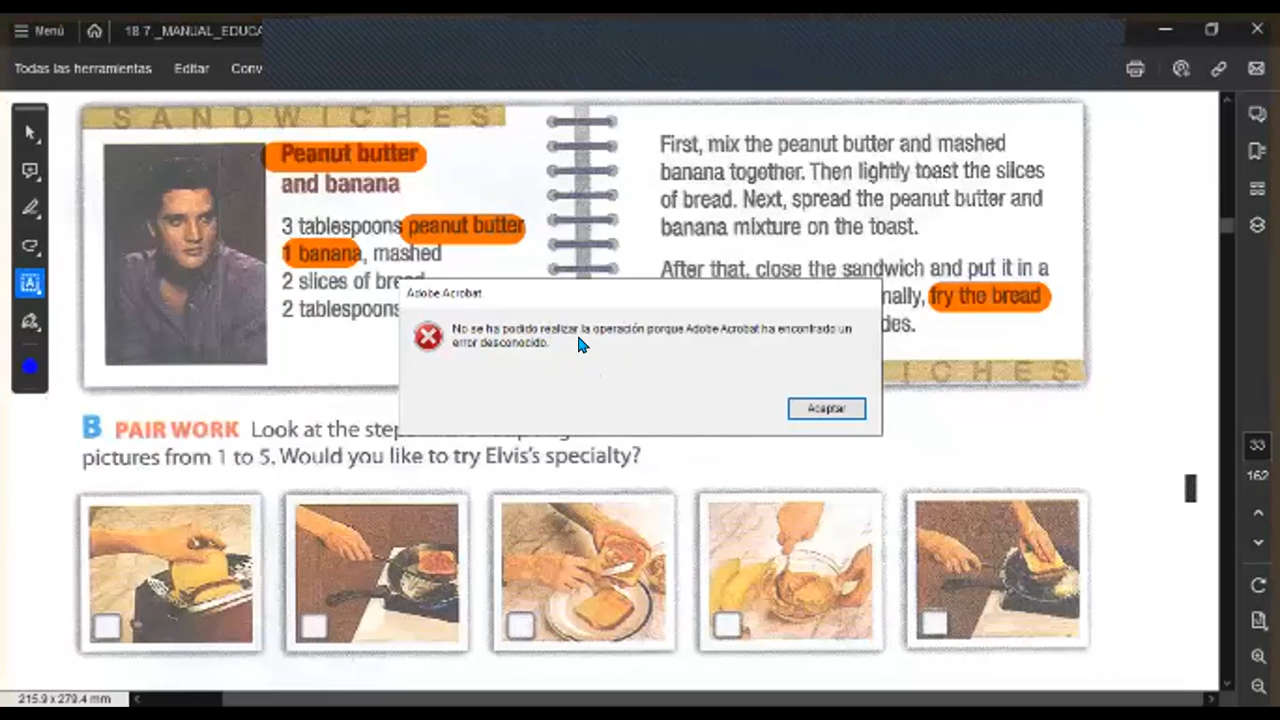 Menú
18 7_MANUAL_EDUCA
Todas las herramientas Editar Conv
SANDWICHES
Peanut butter
and banana
3 tablespoons peanut butter
1 banana, mashed
2 slices of bre
2 tablespoons
First, mix the peanut butter and mashed
banana together. Then lightly toast the slices
of bread. Next, spread the peanut butter and
banana mixture on the toast.
After that, close the sandwich and put it in a
nally, fry the bread
des.
ICHES
Adobe Acrobat
No se ha podido realizar la operación porque Adobe Acrobat ha encontrado un
error desconocido.
Aceptar
B PAIR WORK Look at the step
pictures from 1 to 5. Would you like to try Elvis's specialty?
33
162
215.9 x 279.4 mm